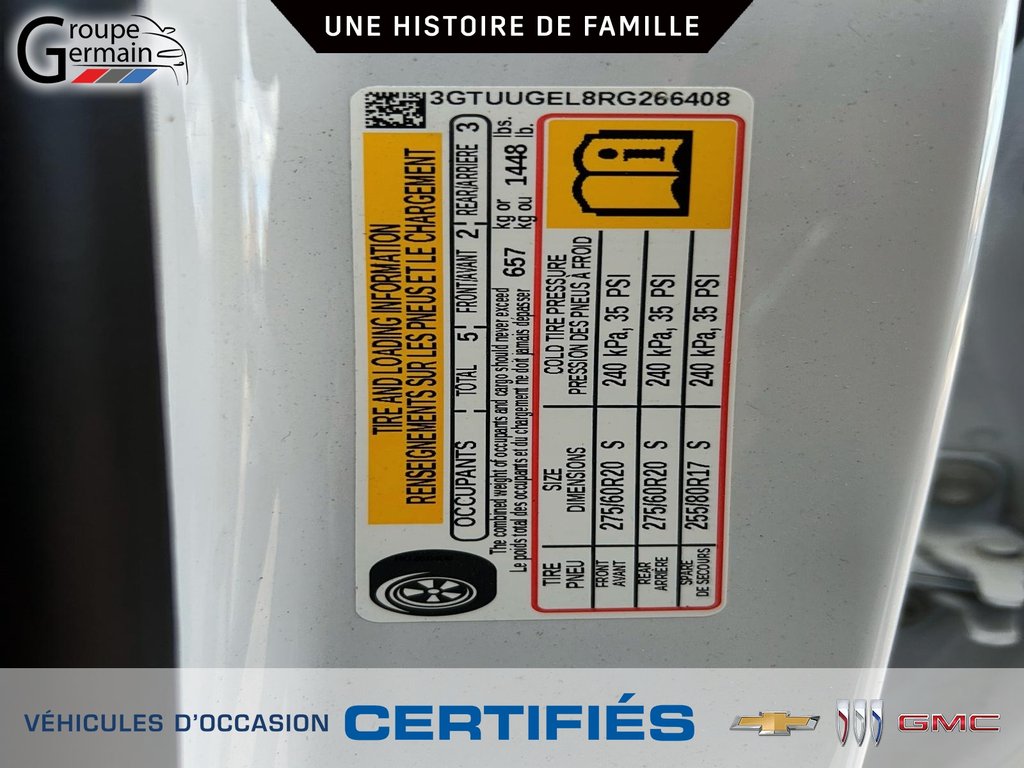 Groupe
Germain
UNE HISTOIRE DE FAMILLE
3GTUUGEL8RG266408
TIRE AND LOADING INFORMATION
RENSEIGNEMENTS SUR LES PNEUS ET LE CHARGEMENT
OCCUPANTS TOTAL 5 FRONT/AVANT 2 REAR/ARRIERE 3
The combined weight of occupants and cargo should never exceed 657 kg or 1448 lbs.
Le poids total des occupants et du chargement ne doit jamais dépasser kg ou lb.
TIRE SIZE COLD TIRE PRESSURE
PNEU DIMENSIONS PRESSION DES PNEUS À FROID
FRONT
AVANT 275/60R20 S 240 kPa, 35 PSI
REAR
ARRIÈRE 275/60R20 S 240 kPa, 35 PSI
SPARE
DE SECOURS 255/80R17 S 240 kPa, 35 PSI
VÉHICULES D'OCCASION CERTIFIÉS
GMC